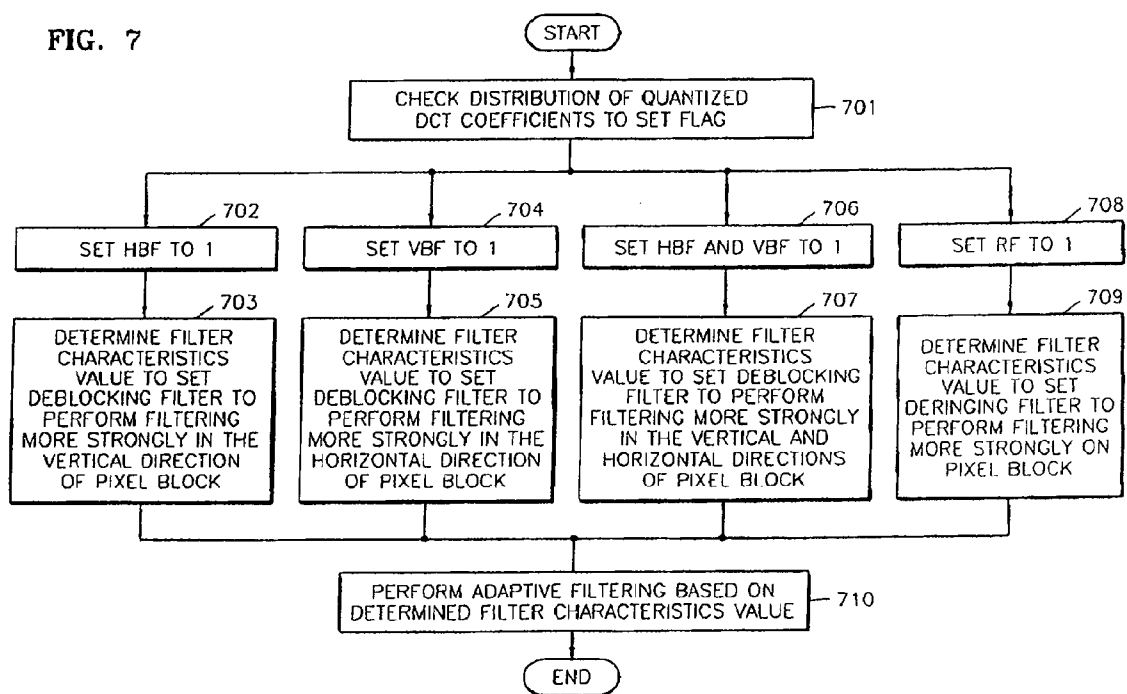 FIG. 7
START
CHECK DISTRIBUTION OF QUANTIZED
DCT COEFFICIENTS TO SET FLAG
701
702
SET HBF TO 1
704
SET VBF TO 1
706
SET HBF AND VBF TO 1
708
SET RF TO 1
703
DETERMINE FILTER
CHARACTERISTICS
VALUE TO SET
DEBLOCKING FILTER TO
PERFORM FILTERING
MORE STRONGLY IN THE
VERTICAL DIRECTION
OF PIXEL BLOCK
705
DETERMINE FILTER
CHARACTERISTICS
VALUE TO SET
DEBLOCKING FILTER TO
PERFORM FILTERING
MORE STRONGLY IN THE
HORIZONTAL DIRECTION
OF PIXEL BLOCK
707
DETERMINE FILTER
CHARACTERISTICS
VALUE TO SET DEBLOCKING
FILTER TO PERFORM
FILTERING MORE STRONGLY
IN THE VERTICAL AND
HORIZONTAL DIRECTIONS
OF PIXEL BLOCK
709
DETERMINE FILTER
CHARACTERISTICS
VALUE TO SET
DERINGING FILTER TO
PERFORM FILTERING
MORE STRONGLY ON
PIXEL BLOCK
PERFORM ADAPTIVE FILTERING BASED ON
DETERMINED FILTER CHARACTERISTICS VALUE
710
END